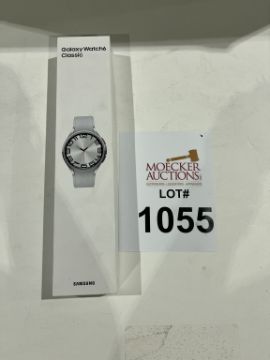 Galaxy Watch6
Classic
SAMSUNG
MOECKER
AUCTIONS
LOT#
1055